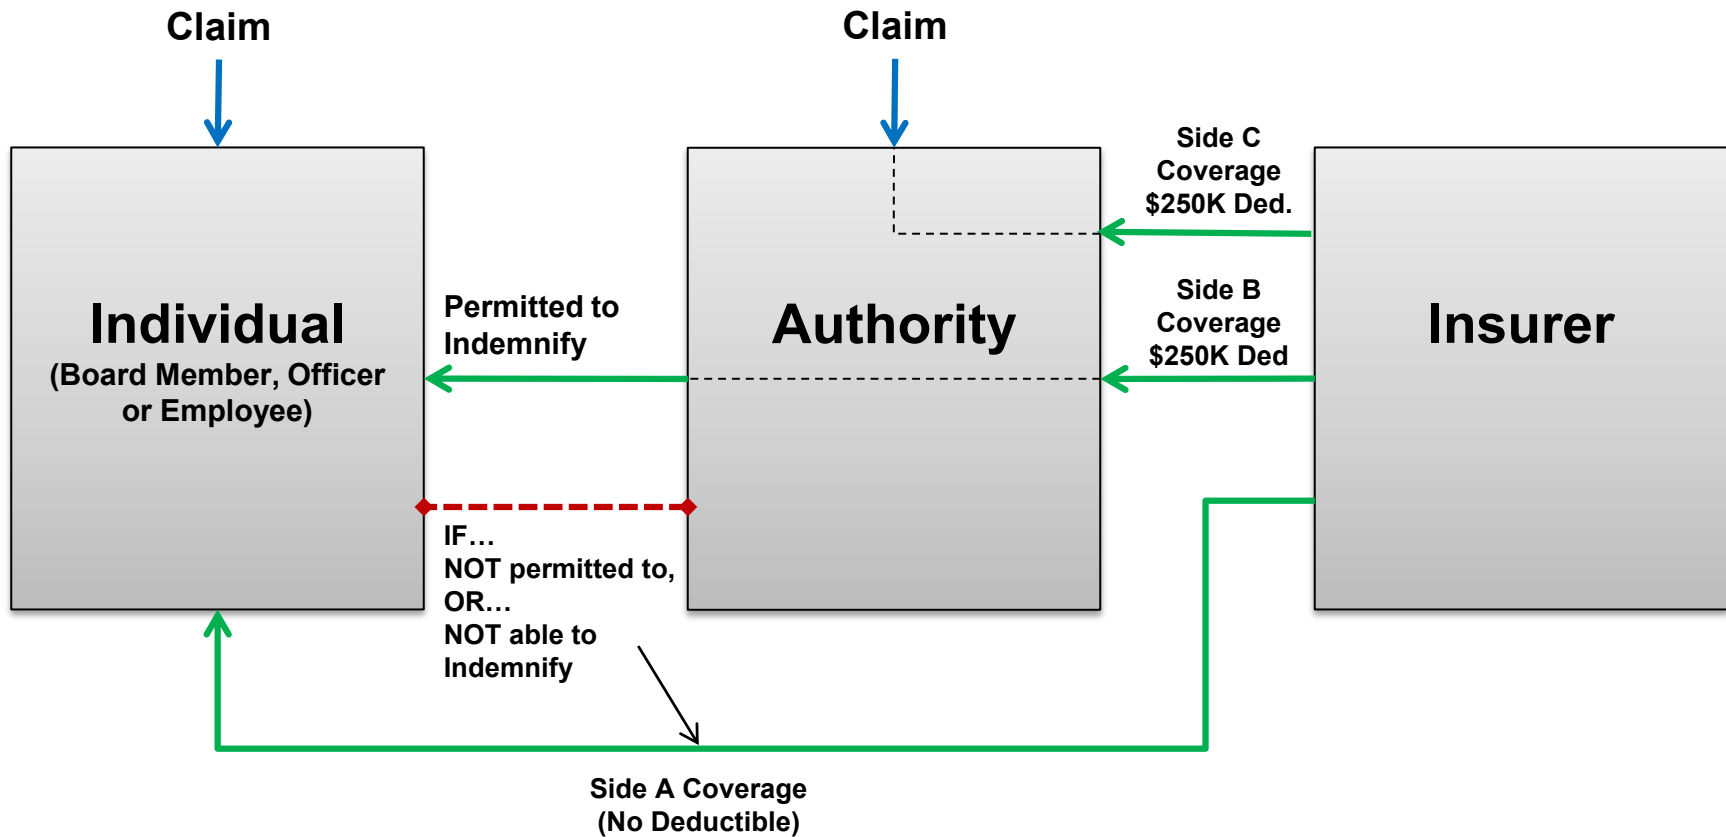 Claim
Claim
Side C
Coverage
$250K Ded.
Individual
(Board Member, Officer
or Employee)
Permitted to
Indemnify
Authority
Side B
Coverage
$250K Ded
Insurer
IF…
NOT permitted to,
OR…
NOT able to
Indemnify
Side A Coverage
(No Deductible)